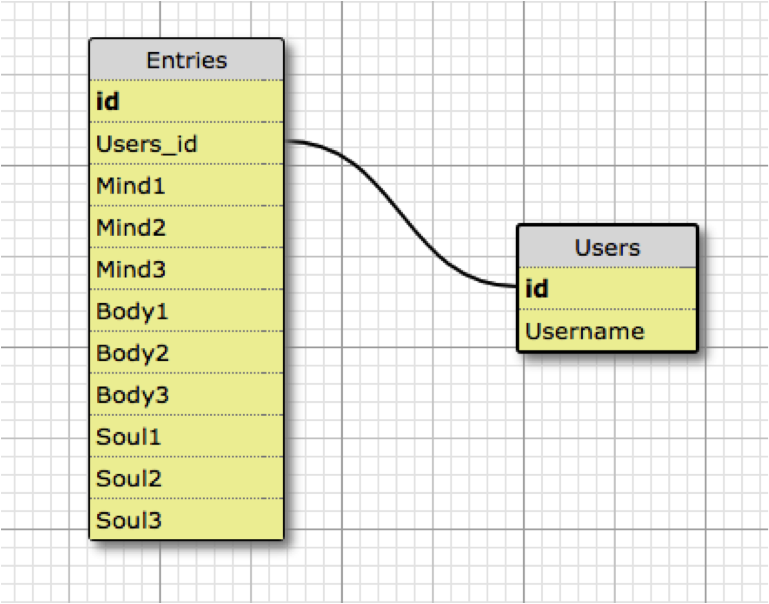 Entries
id
Users_id
Mind1
Mind2
Mind3
Body1
Body2
Body3
Soul1
Soul2
Soul3
Users
id
Username